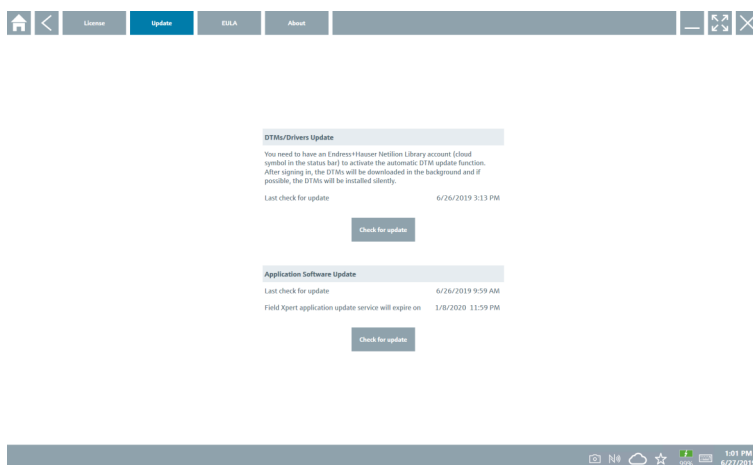 License Update EULA About
DTMs/Drivers Update
You need to have an Endress+Hauser Netilion Library account (cloud
symbol in the status bar) to activate the automatic DTM update function.
After signing in, the DTMs will be downloaded in the background and if
possible, the DTMs will be installed silently.
Last check for update 6/26/2019 3:13 PM
Check for update
Application Software Update
Last check for update 6/26/2019 9:59 AM
Field Xpert application update service will expire on 1/8/2020 11:59 PM
Check for update
1:01 PM